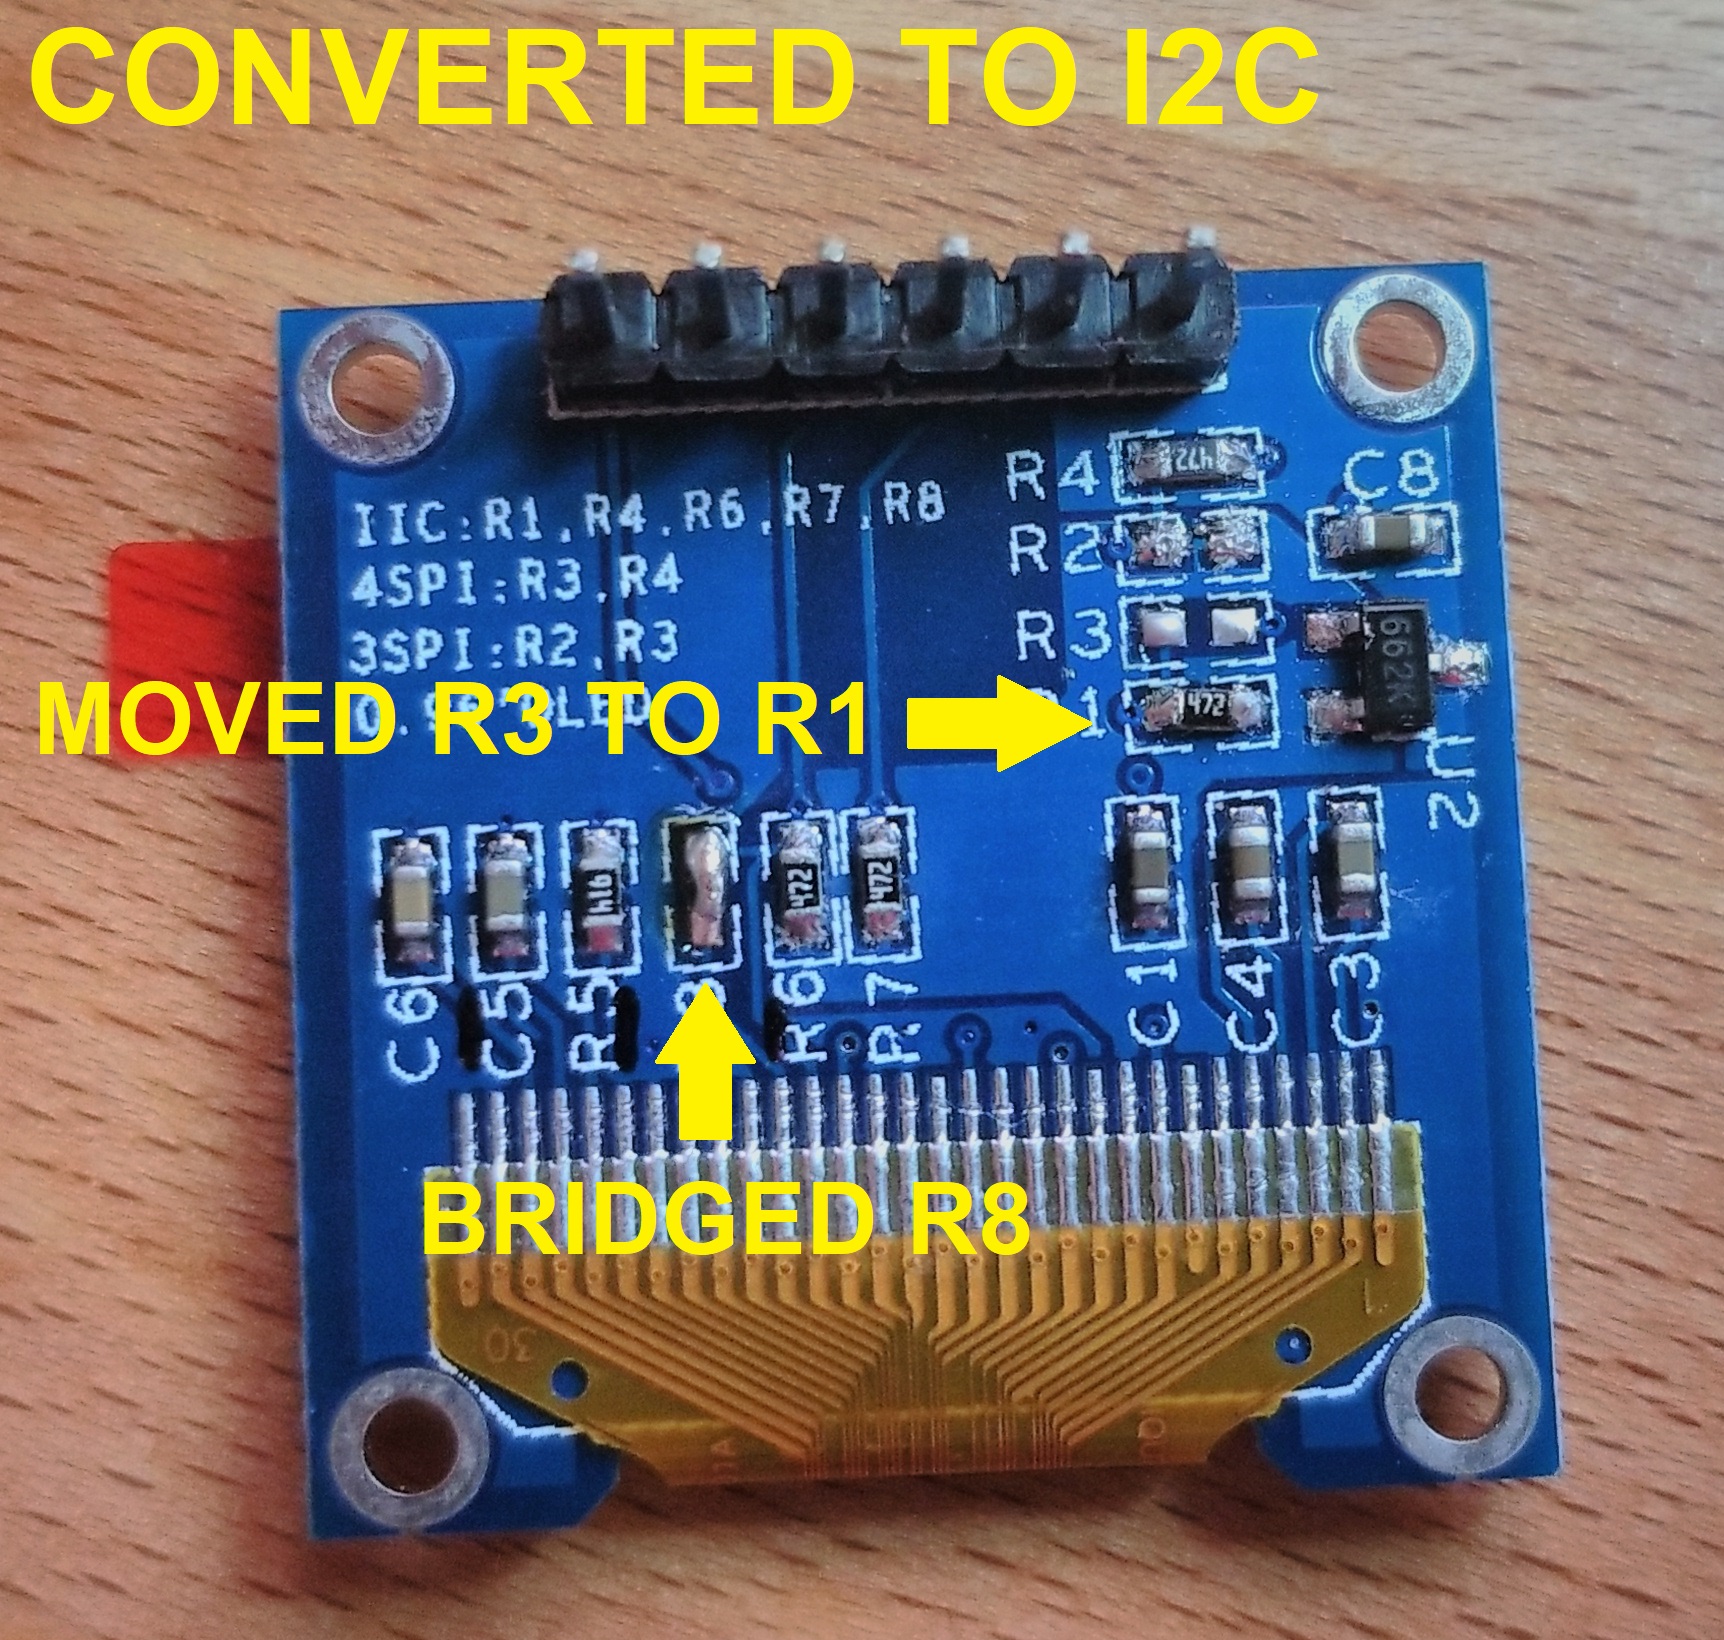 CONVERTED TO I2C
R4 472 C8
IIC:R1,R4,R6,R7,R8
R2
4SPI:R3,R4
R3 662K
3SPI:R2,R3
MOVED R3 TO R1
472
U2
472 472
C6 C5 R5 R6 R7 C1 C4 C3
BRIDGED R8
30 1